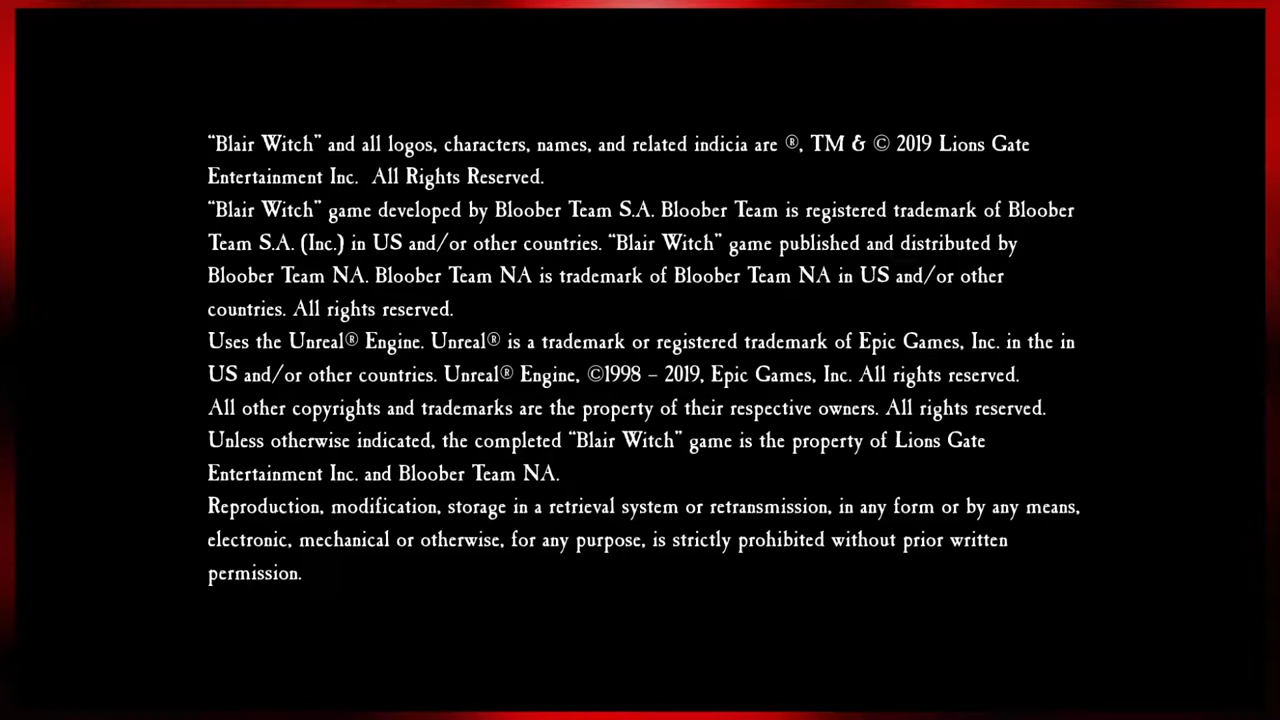 “Blair Witch” and all logos, characters, names, and related indicia are ®, TM & © 2019 Lions Gate
Entertainment Inc.  All Rights Reserved.
“Blair Witch” game developed by Bloober Team S.A. Bloober Team is registered trademark of Bloober
Team S.A. (Inc.) in US and/or other countries. “Blair Witch” game published and distributed by
Bloober Team NA. Bloober Team NA is trademark of Bloober Team NA in US and/or other
countries. All rights reserved.
Uses the Unreal® Engine. Unreal® is a trademark or registered trademark of Epic Games, Inc. in the in
US and/or other countries. Unreal® Engine, ©1998 – 2019, Epic Games, Inc. All rights reserved.
All other copyrights and trademarks are the property of their respective owners. All rights reserved.
Unless otherwise indicated, the completed “Blair Witch” game is the property of Lions Gate
Entertainment Inc. and Bloober Team NA.
Reproduction, modification, storage in a retrieval system or retransmission, in any form or by any means,
electronic, mechanical or otherwise, for any purpose, is strictly prohibited without prior written
permission.